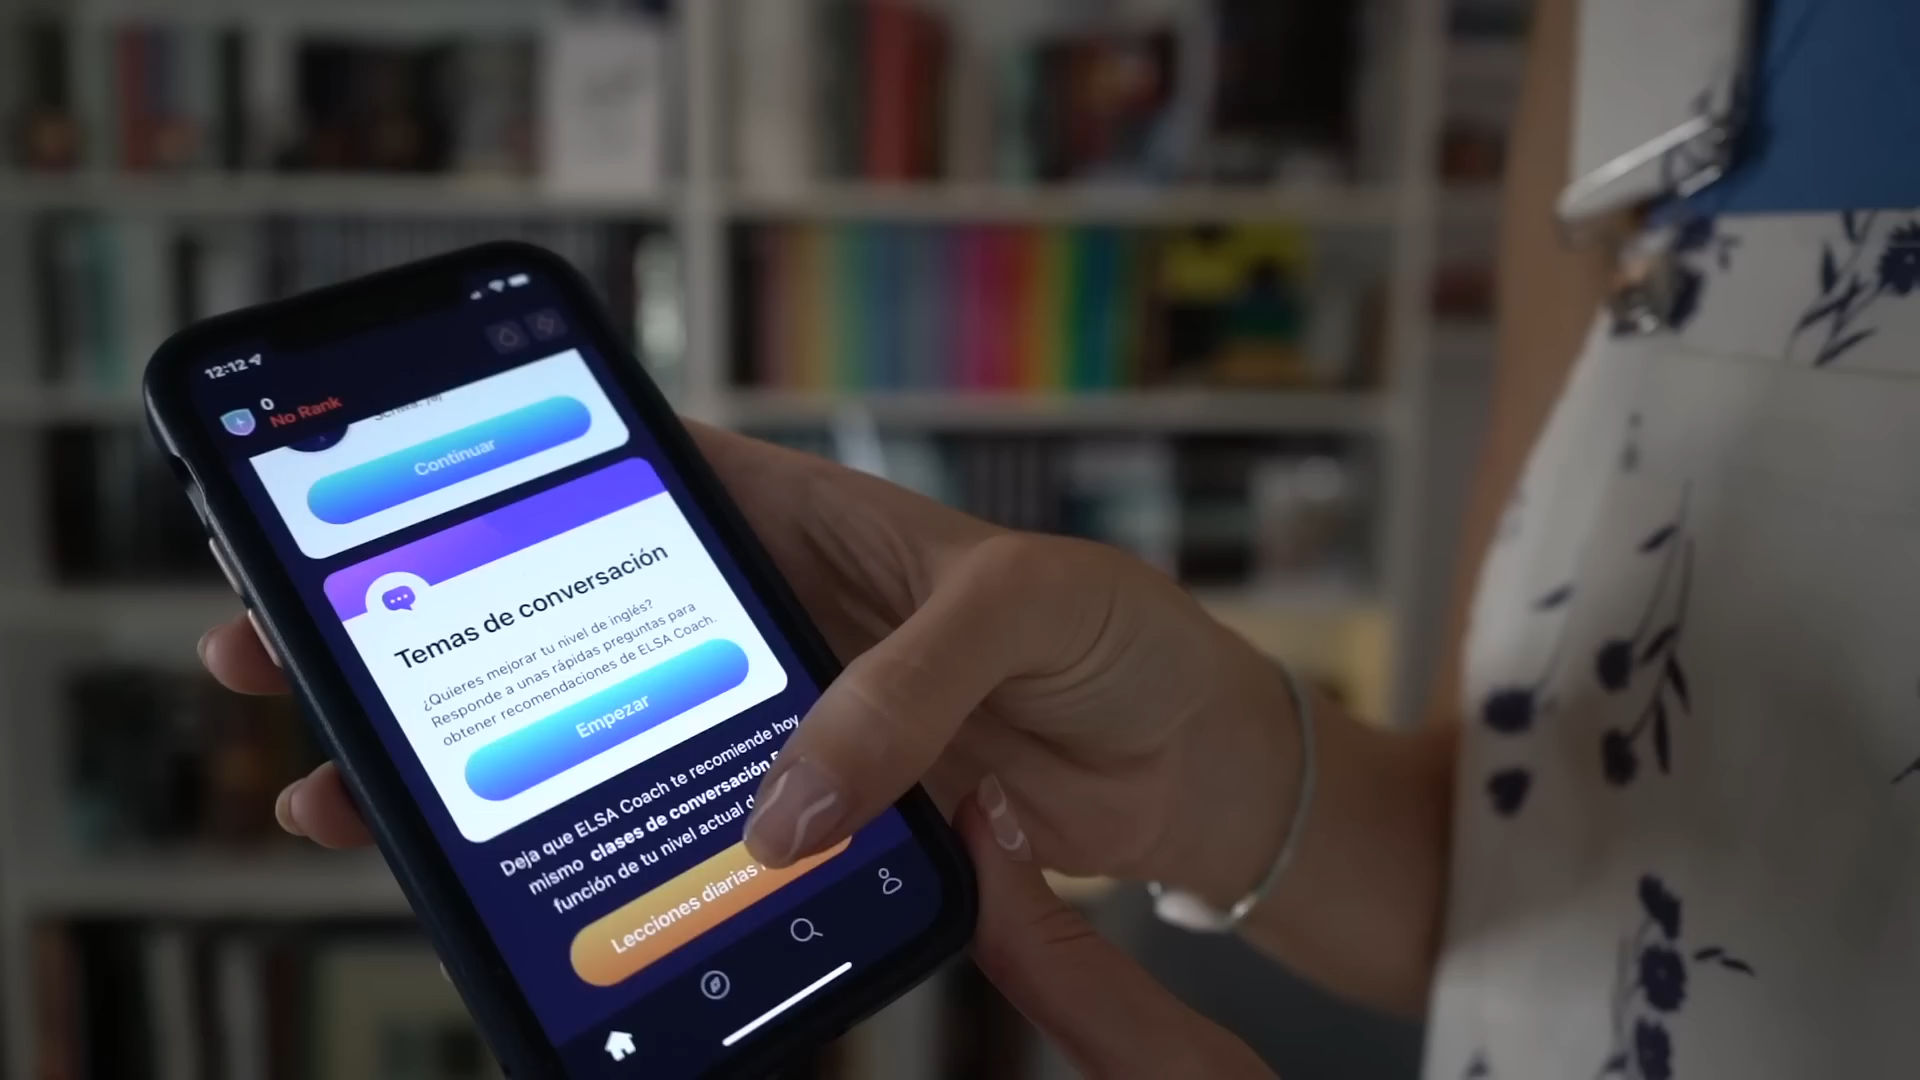 12:12
0
No Rank
Continuar
Temas de conversación
¿Quieres mejorar tu nivel de inglés?
Responde a unas rápidas preguntas para
obtener recomendaciones de ELSA Coach.
Empezar
Deja que ELSA Coach te recomiende hoy
mismo clases de conversación
función de tu nivel actual
Lecciones diarias